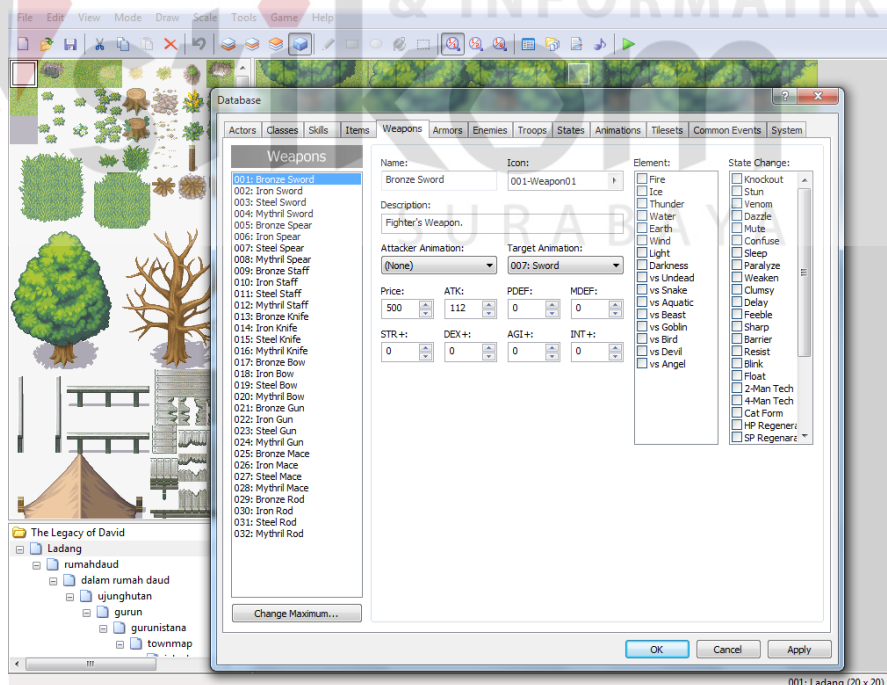 & INFORMATIKA
File Edit View Mode Draw Scale Tools Game Help
stikom
Database
Actors Classes Skills Items Weapons Armors Enemies Troops States Animations Tilesets Common Events System
Weapons
001: Bronze Sword
002: Iron Sword
003: Steel Sword
004: Mythril Sword
005: Bronze Spear
006: Iron Spear
007: Steel Spear
008: Mythril Spear
009: Bronze Staff
010: Iron Staff
011: Steel Staff
012: Mythril Staff
013: Bronze Knife
014: Iron Knife
015: Steel Knife
016: Mythril Knife
017: Bronze Bow
018: Iron Bow
019: Steel Bow
020: Mythril Bow
021: Bronze Gun
022: Iron Gun
023: Steel Gun
024: Mythril Gun
025: Bronze Mace
026: Iron Mace
027: Steel Mace
028: Mythril Mace
029: Bronze Rod
030: Iron Rod
031: Steel Rod
032: Mythril Rod
Change Maximum...
Name: Icon:
Bronze Sword 001-Weapon01
Description:
Fighter's Weapon.
SURABAYA
Attacker Animation: Target Animation:
(None) 007: Sword
Price: ATK: PDEF: MDEF:
500 112 0 0
STR+: DEX+: AGI+: INT+:
0 0 0 0
Element:
Fire
Ice
Thunder
Water
Earth
Wind
Light
Darkness
vs Undead
vs Snake
vs Aquatic
vs Beast
vs Goblin
vs Bird
vs Devil
vs Angel
State Change:
Knockout
Stun
Venom
Dazzle
Mute
Confuse
Sleep
Paralyze
Weaken
Clumsy
Delay
Feeble
Sharp
Barrier
Resist
Blink
Float
2-Man Tech
4-Man Tech
Cat Form
HP Regenera
SP Regenara
OK Cancel Apply
The Legacy of David
Ladang
rumahdaud
dalam rumah daud
ujunghutan
gurun
gurunistana
townmap
001: Ladang (20 x 20)